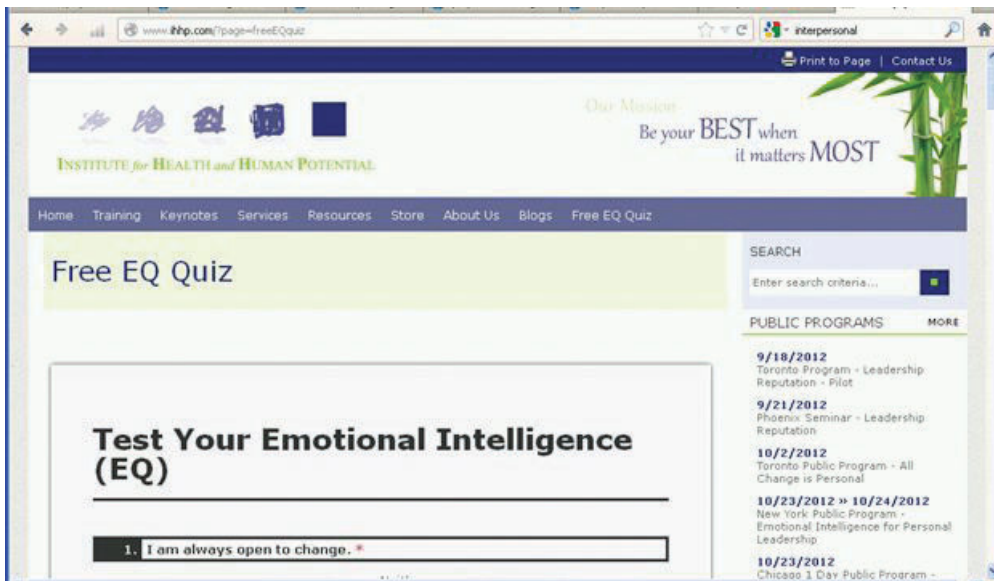 www.ihhp.com/?page=freeEQquiz
interpersonal
Print to Page | Contact Us
Our Mission
Be your BEST when
it matters MOST
INSTITUTE for HEALTH and HUMAN POTENTIAL
Home Training Keynotes Services Resources Store About Us Blogs Free EQ Quiz
Free EQ Quiz
SEARCH
Enter search criteria...
PUBLIC PROGRAMS MORE
9/18/2012
Toronto Program - Leadership
Reputation - Pilot
9/21/2012
Phoenix Seminar - Leadership
Reputation
10/2/2012
Toronto Public Program - All
Change is Personal
10/23/2012 » 10/24/2012
New York Public Program -
Emotional Intelligence for Personal
Leadership
10/23/2012
Chicago 1 Day Public Program -
Test Your Emotional Intelligence
(EQ)
1. I am always open to change. *